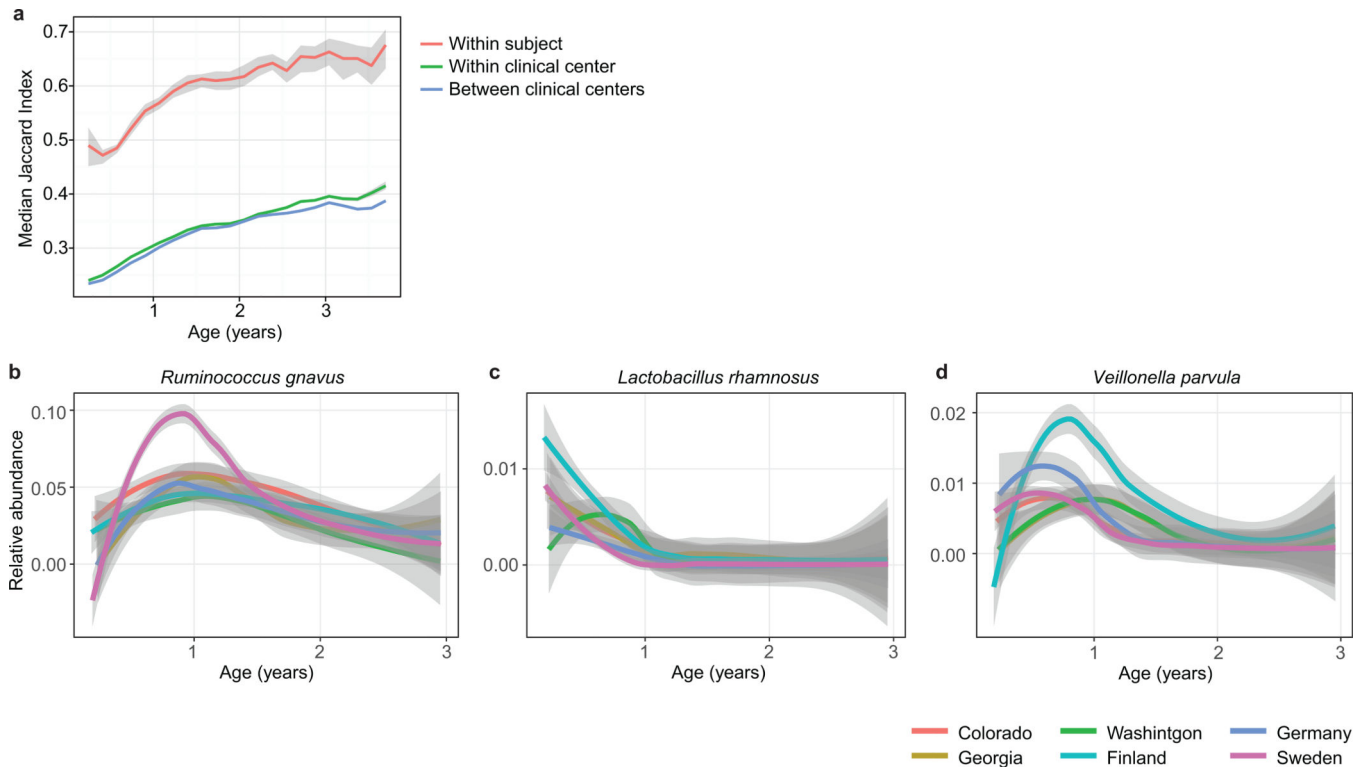 a
0.7
0.6
0.5
0.4
0.3
Median Jaccard Index
1 2 3
Age (years)
Within subject
Within clinical center
Between clinical centers
b Ruminococcus gnavus
0.10
0.05
0.00
Relative abundance
1 2 3
Age (years)
c Lactobacillus rhamnosus
0.01
0.00
1 2 3
Age (years)
d Veillonella parvula
0.02
0.01
0.00
1 2 3
Age (years)
Colorado Washintgon Germany
Georgia Finland Sweden